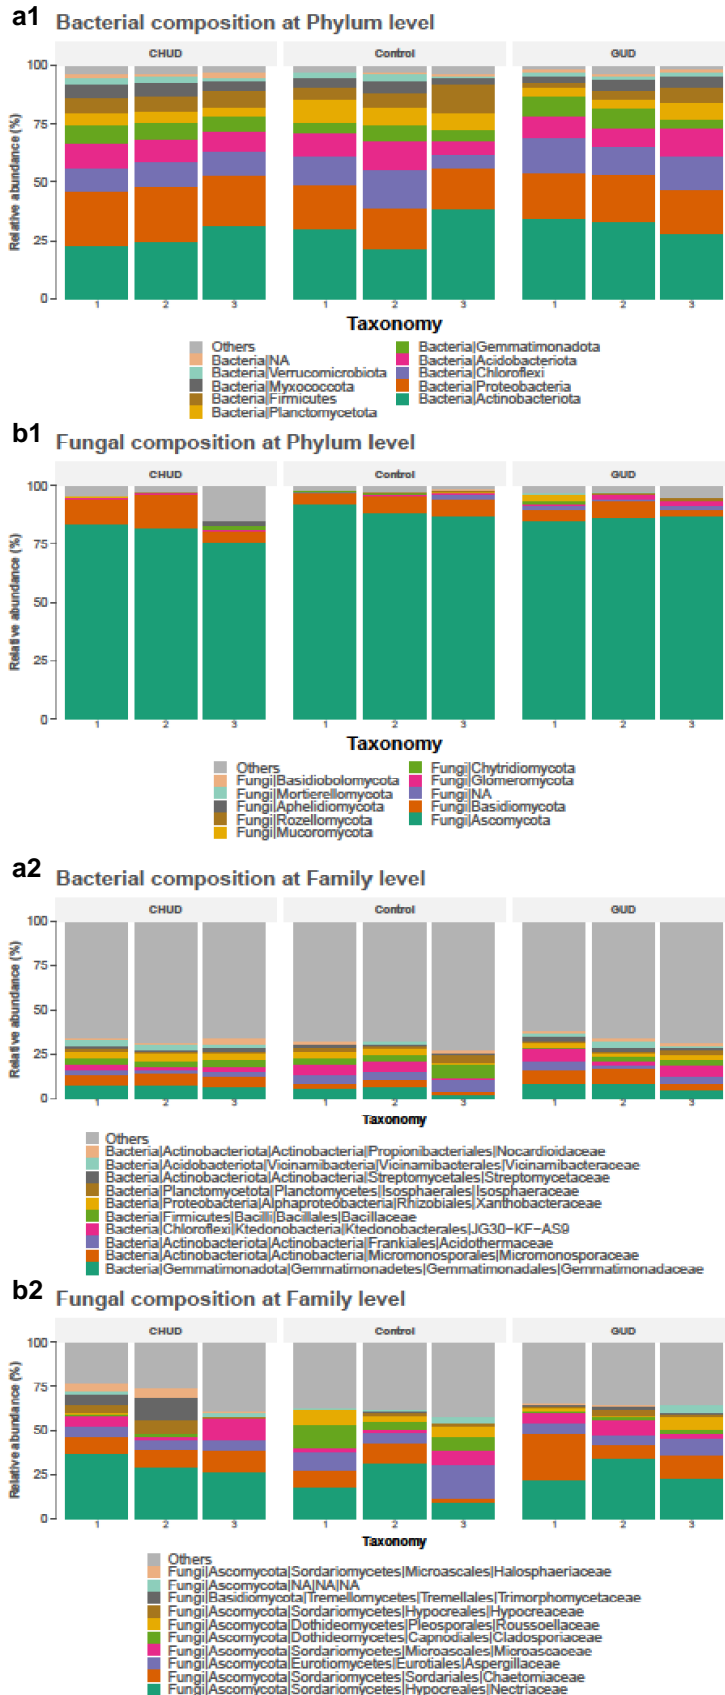 a1 Bacterial composition at Phylum level
CHUD Control GUD
Relative abundance (%)
100
75
50
25
0
1 2 3 1 2 3 1 2 3
Taxonomy
Others
Bacteria|NA
Bacteria|Verrucomicrobiota
Bacteria|Myxococcota
Bacteria|Firmicutes
Bacteria|Planctomycetota
Bacteria|Gemmatimonadota
Bacteria|Acidobacteriota
Bacteria|Chloroflexi
Bacteria|Proteobacteria
Bacteria|Actinobacteriota
b1 Fungal composition at Phylum level
CHUD Control GUD
Relative abundance (%)
100
75
50
25
0
1 2 3 1 2 3 1 2 3
Taxonomy
Others
Fungi|Basidiobolomycota
Fungi|Mortierellomycota
Fungi|Aphelidiomycota
Fungi|Rozellomycota
Fungi|Mucoromycota
Fungi|Chytridiomycota
Fungi|Glomeromycota
Fungi|NA
Fungi|Basidiomycota
Fungi|Ascomycota
a2 Bacterial composition at Family level
CHUD Control GUD
Relative abundance (%)
100
75
50
25
0
1 2 3 1 2 3 1 2 3
Taxonomy
Others
Bacteria|Actinobacteriota|Actinobacteria|Propionibacteriales|Nocardioidaceae
Bacteria|Acidobacteriota|Vicinamibacteria|Vicinamibacterales|Vicinamibacteraceae
Bacteria|Actinobacteriota|Actinobacteria|Streptomycetales|Streptomycetaceae
Bacteria|Planctomycetota|Planctomycetes|Isosphaerales|Isosphaeraceae
Bacteria|Proteobacteria|Alphaproteobacteria|Rhizobiales|Xanthobacteraceae
Bacteria|Firmicutes|Bacilli|Bacillales|Bacillaceae
Bacteria|Chloroflexi|Ktedonobacteria|Ktedonobacterales|JG30-KF-AS9
Bacteria|Actinobacteriota|Actinobacteria|Frankiales|Acidothermaceae
Bacteria|Actinobacteriota|Actinobacteria|Micromonosporales|Micromonosporaceae
Bacteria|Gemmatimonadota|Gemmatimonadetes|Gemmatimonadales|Gemmatimonadaceae
b2 Fungal composition at Family level
CHUD Control GUD
Relative abundance (%)
100
75
50
25
0
1 2 3 1 2 3 1 2 3
Taxonomy
Others
Fungi|Ascomycota|Sordariomycetes|Microascales|Halosphaeriaceae
Fungi|Ascomycota|NA|NA|NA
Fungi|Basidiomycota|Tremellomycetes|Tremellales|Trimorphomycetaceae
Fungi|Ascomycota|Sordariomycetes|Hypocreales|Hypocreaceae
Fungi|Ascomycota|Dothideomycetes|Pleosporales|Roussoellaceae
Fungi|Ascomycota|Dothideomycetes|Capnodiales|Cladosporiaceae
Fungi|Ascomycota|Sordariomycetes|Microascales|Microascaceae
Fungi|Ascomycota|Eurotiomycetes|Eurotiales|Aspergillaceae
Fungi|Ascomycota|Sordariomycetes|Sordariales|Chaetomiaceae
Fungi|Ascomycota|Sordariomycetes|Hypocreales|Nectriaceae